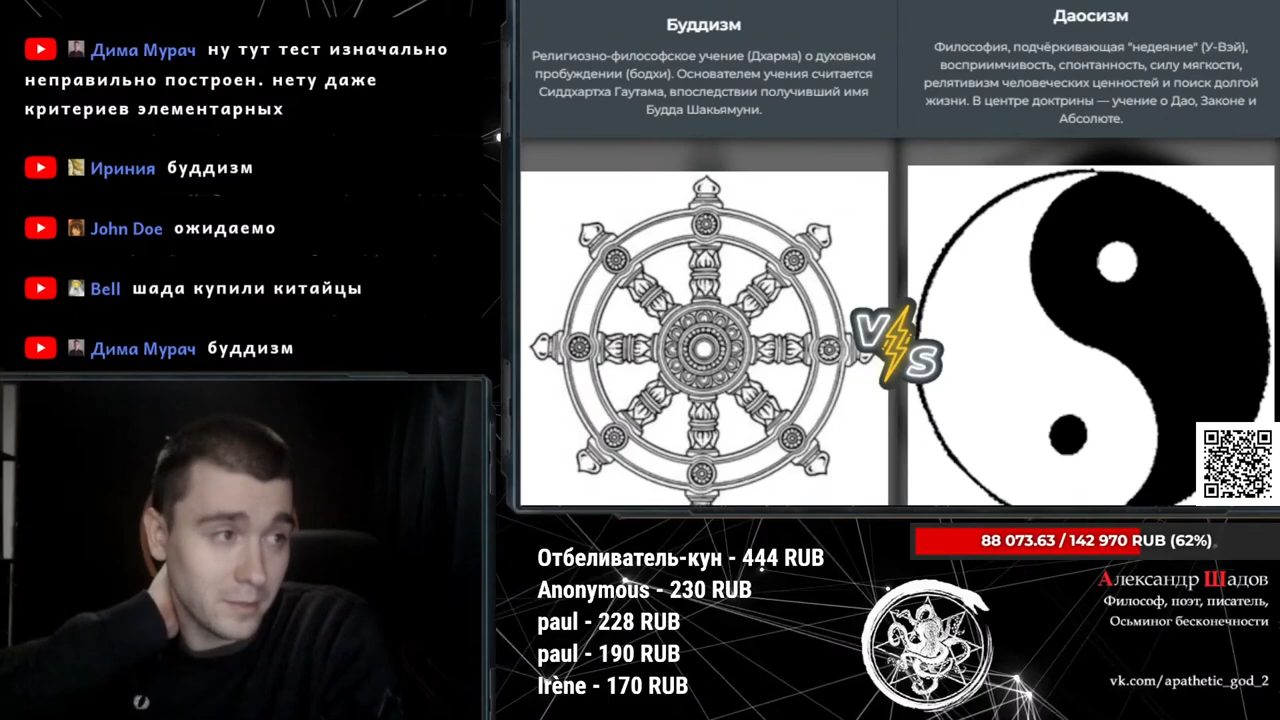 Дима Мурач ну тут тест изначально
неправильно построен. нету даже
критериев элементарных
Ириния буддизм
John Doe ожидаемо
Bell шада купили китайцы
Дима Мурач буддизм
Буддизм
Религиозно-философское учение (Дхарма) о духовном
пробуждении (бодхи). Основателем учения считается
Сиддхартха Гаутама, впоследствии получивший имя
Будда Шакьямуни.
Даосизм
Философия, подчёркивающая "недеяние" (У-Вэй),
восприимчивость, спонтанность, силу мягкости,
релятивизм человеческих ценностей и поиск долгой
жизни. В центре доктрины — учение о Дао, Законе и
Абсолюте.
VS
Отбеливатель-кун - 444 RUB
Anonymous - 230 RUB
paul - 228 RUB
paul - 190 RUB
Irène - 170 RUB
88 073.63 / 142 970 RUB (62%)
Александр Шадов
Философ, поэт, писатель,
Осьминог бесконечности
vk.com/apathetic_god_2